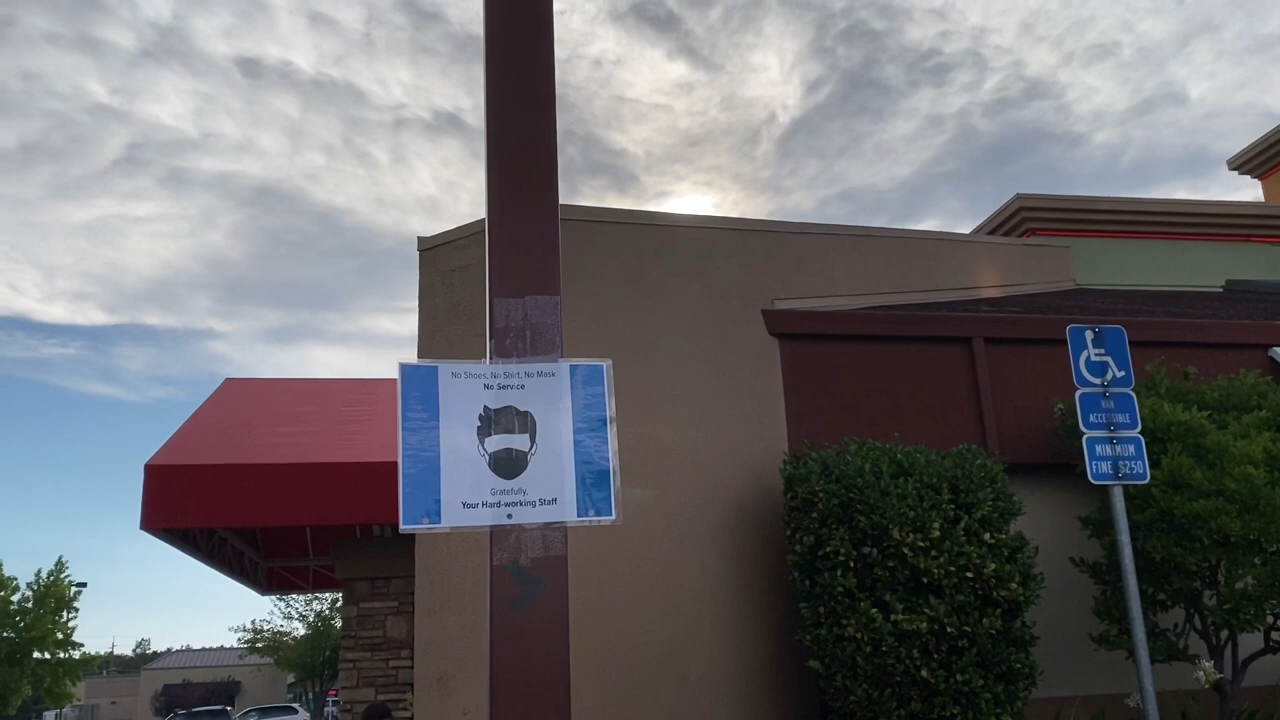 No Shoes, No Shirt, No Mask
No Service
Gratefully,
Your Hard-working Staff
VAN
ACCESSIBLE
MINIMUM
FINE $250